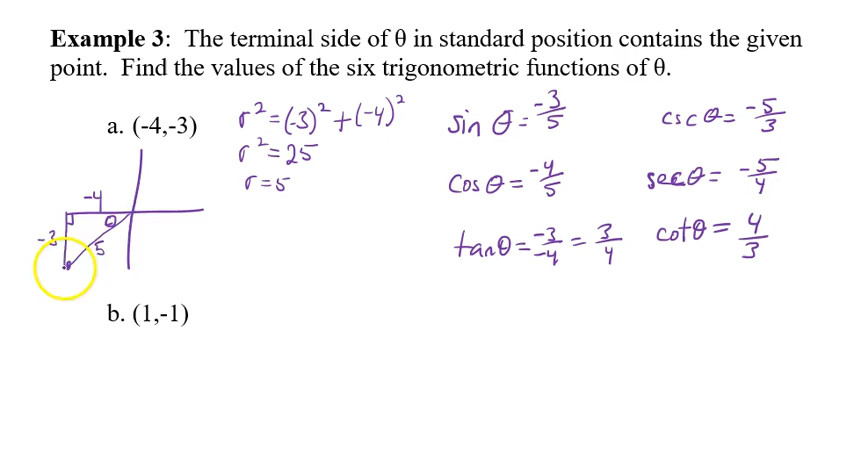 Example 3: The terminal side of θ in standard position contains the given
point. Find the values of the six trigonometric functions of θ.
a. (-4,-3)
r² = (-3)² + (-4)²
r² = 25
r = 5
sin θ = -3/5
csc θ = -5/3
cos θ = -4/5
sec θ = -5/4
tan θ = -3/-4 = 3/4
cot θ = 4/3
-4
θ
-3
5
b. (1,-1)